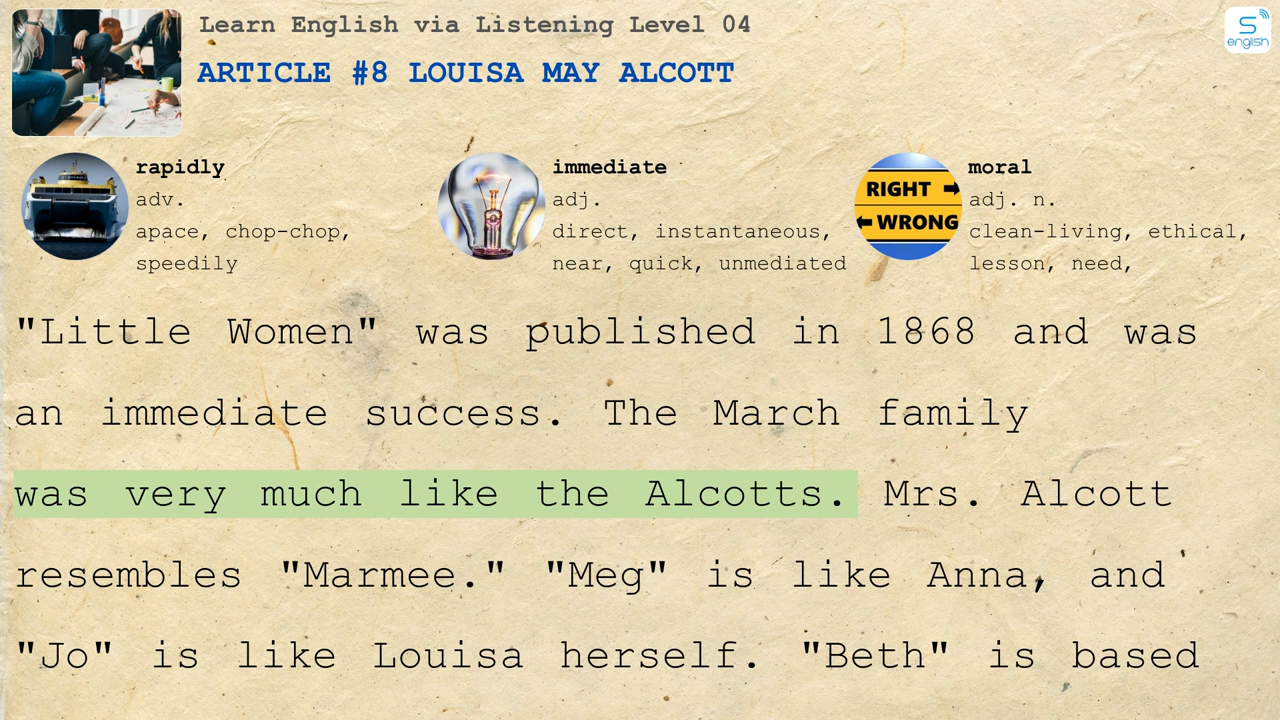 Learn English via Listening Level 04
ARTICLE #8 LOUISA MAY ALCOTT
S
english
rapidly
adv.
apace, chop-chop,
speedily
immediate
adj.
direct, instantaneous,
near, quick, unmediated
RIGHT
WRONG
moral
adj. n.
clean-living, ethical,
lesson, need,
"Little Women" was published in 1868 and was
an immediate success. The March family
was very much like the Alcotts. Mrs. Alcott
resembles "Marmee." "Meg" is like Anna, and
"Jo" is like Louisa herself. "Beth" is based